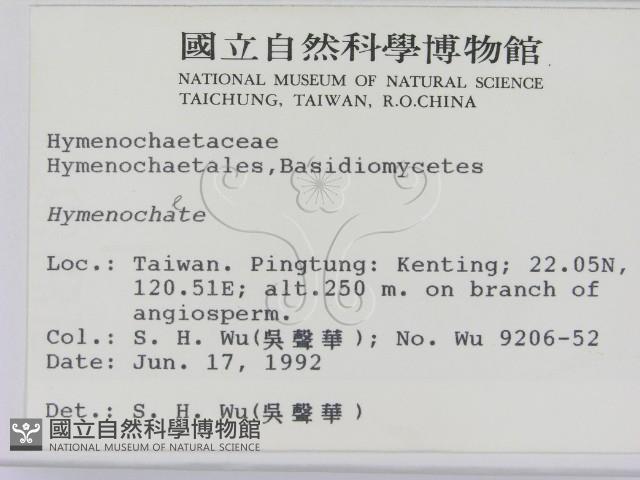 國立自然科學博物館
NATIONAL MUSEUM OF NATURAL SCIENCE
TAICHUNG, TAIWAN, R.O.CHINA
Hymenochaetaceae
Hymenochaetales,Basidiomycetes
Hymenochaete
Loc.: Taiwan. Pingtung: Kenting; 22.05N,
120.51E; alt.250 m. on branch of
angiosperm.
Col.: S. H. Wu(吳聲華); No. Wu 9206-52
Date: Jun. 17, 1992
Det.: S. H. Wu(吳聲華)
國立自然科學博物館
NATIONAL MUSEUM OF NATURAL SCIENCE